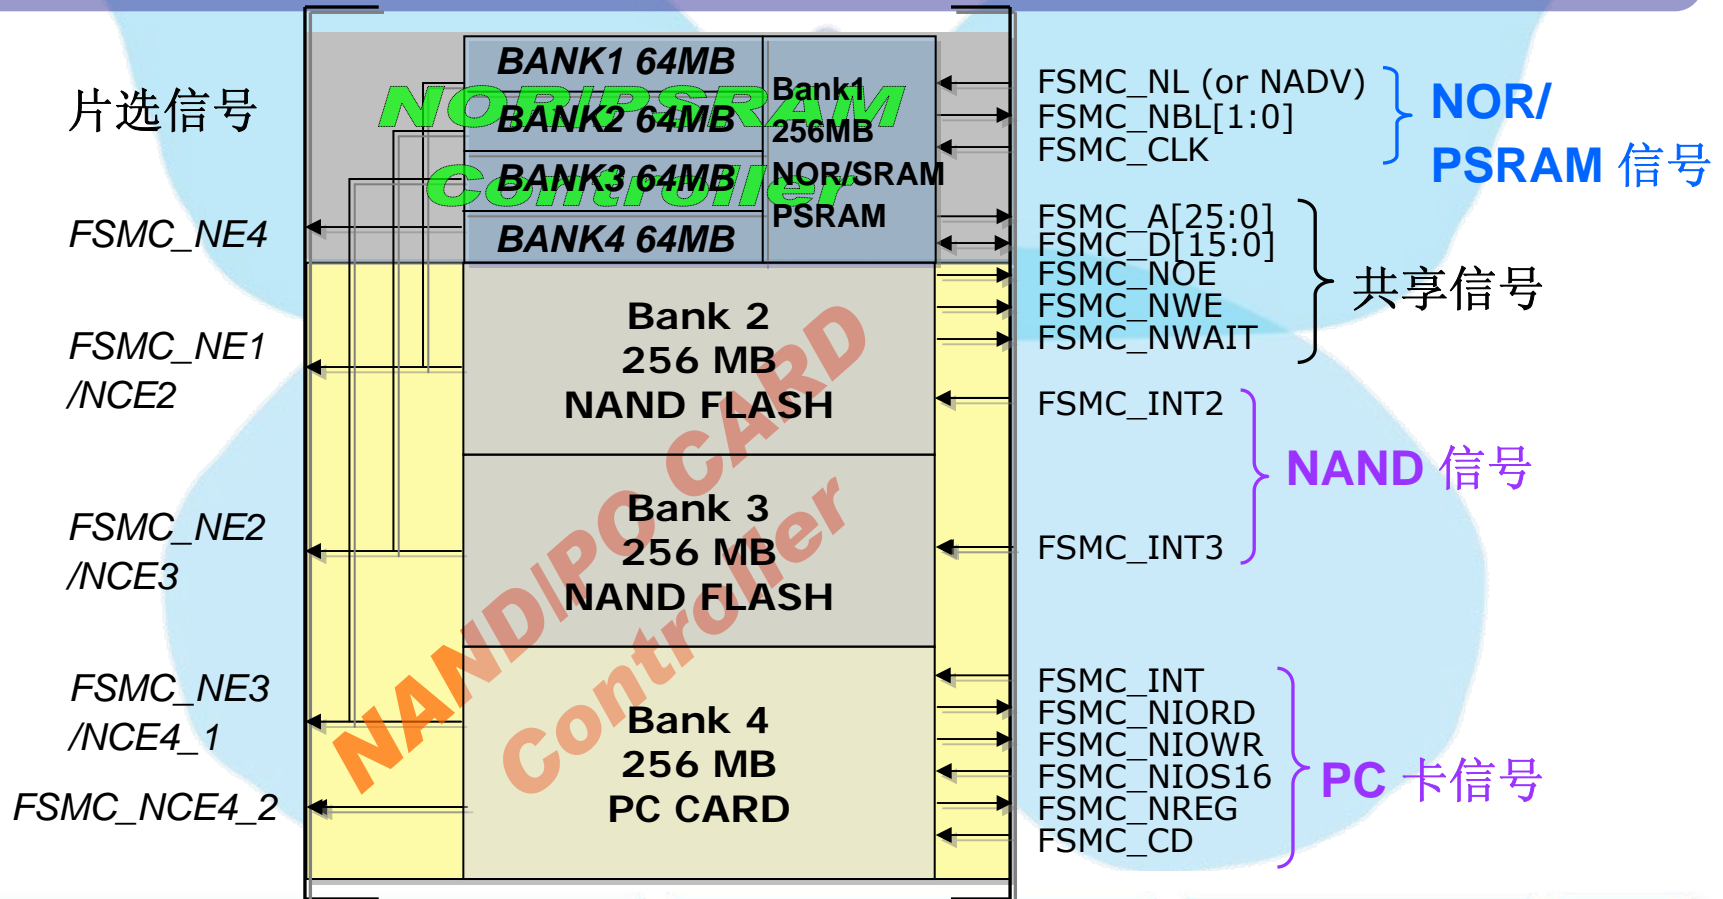 片选信号
FSMC_NE4
FSMC_NE1
/NCE2
FSMC_NE2
/NCE3
FSMC_NE3
/NCE4_1
FSMC_NCE4_2
NOR/PSRAM
Controller
BANK1 64MB
BANK2 64MB
BANK3 64MB
BANK4 64MB
Bank1
256MB
NOR/SRAM
PSRAM
NAND/PC CARD
Controller
Bank 2
256 MB
NAND FLASH
Bank 3
256 MB
NAND FLASH
Bank 4
256 MB
PC CARD
FSMC_NL (or NADV)
FSMC_NBL[1:0]
FSMC_CLK
NOR/
PSRAM 信号
FSMC_A[25:0]
FSMC_D[15:0]
FSMC_NOE
FSMC_NWE
FSMC_NWAIT
共享信号
FSMC_INT2
FSMC_INT3
NAND 信号
FSMC_INT
FSMC_NIORD
FSMC_NIOWR
FSMC_NIOS16
FSMC_NREG
FSMC_CD
PC 卡信号